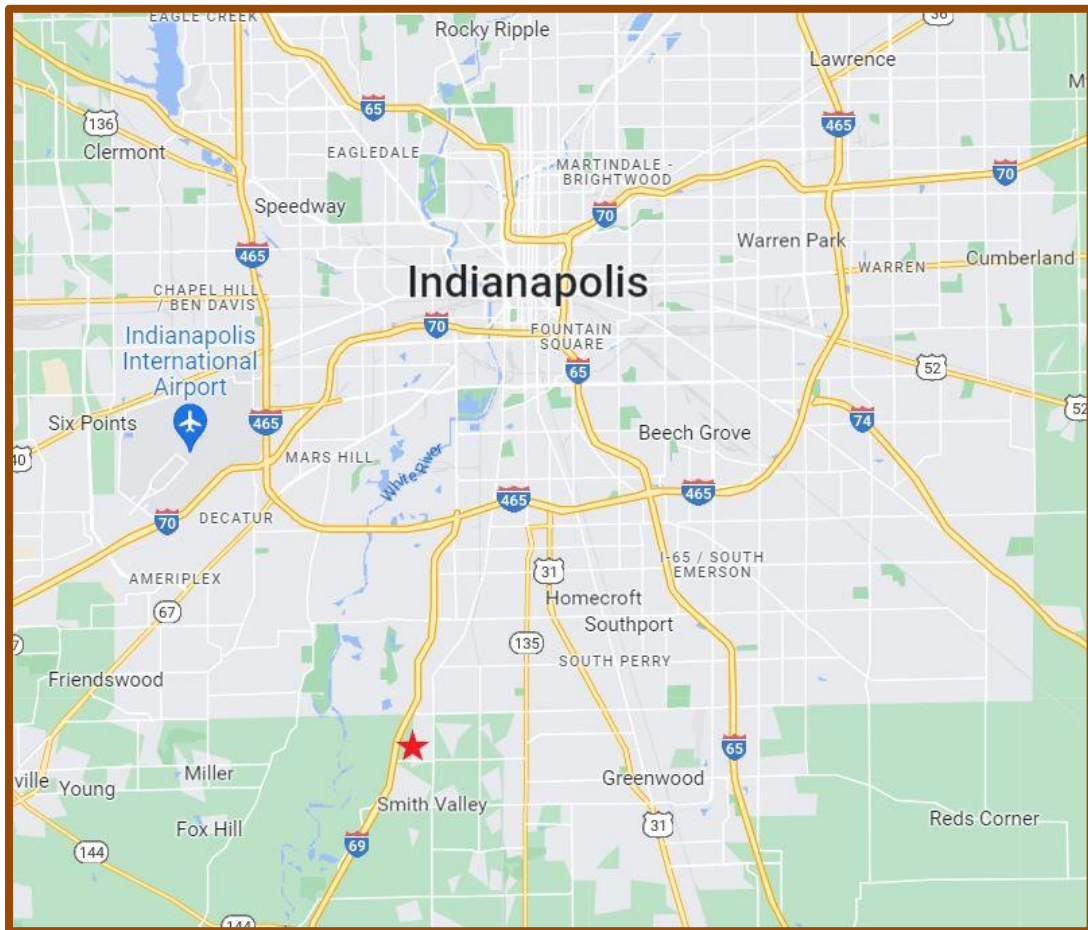 EAGLE CREEK
Rocky Ripple
36
Lawrence
65
136
465
Clermont
EAGLEDALE
MARTINDALE -
BRIGHTWOOD
70
Speedway
70
465
Warren Park
Cumberland
WARREN
Indianapolis
CHAPEL HILL
/ BEN DAVIS
70
FOUNTAIN
SQUARE
Indianapolis
International
Airport
65
52
52
Six Points
465
74
Beech Grove
40
MARS HILL
White River
465
465
70
DECATUR
I-65 / SOUTH
EMERSON
31
AMERIPLEX
67
Homecroft
Southport
135
SOUTH PERRY
Friendswood
65
Miller
Greenwood
ville
Young
Smith Valley
Fox Hill
31
Reds Corner
69
144
144